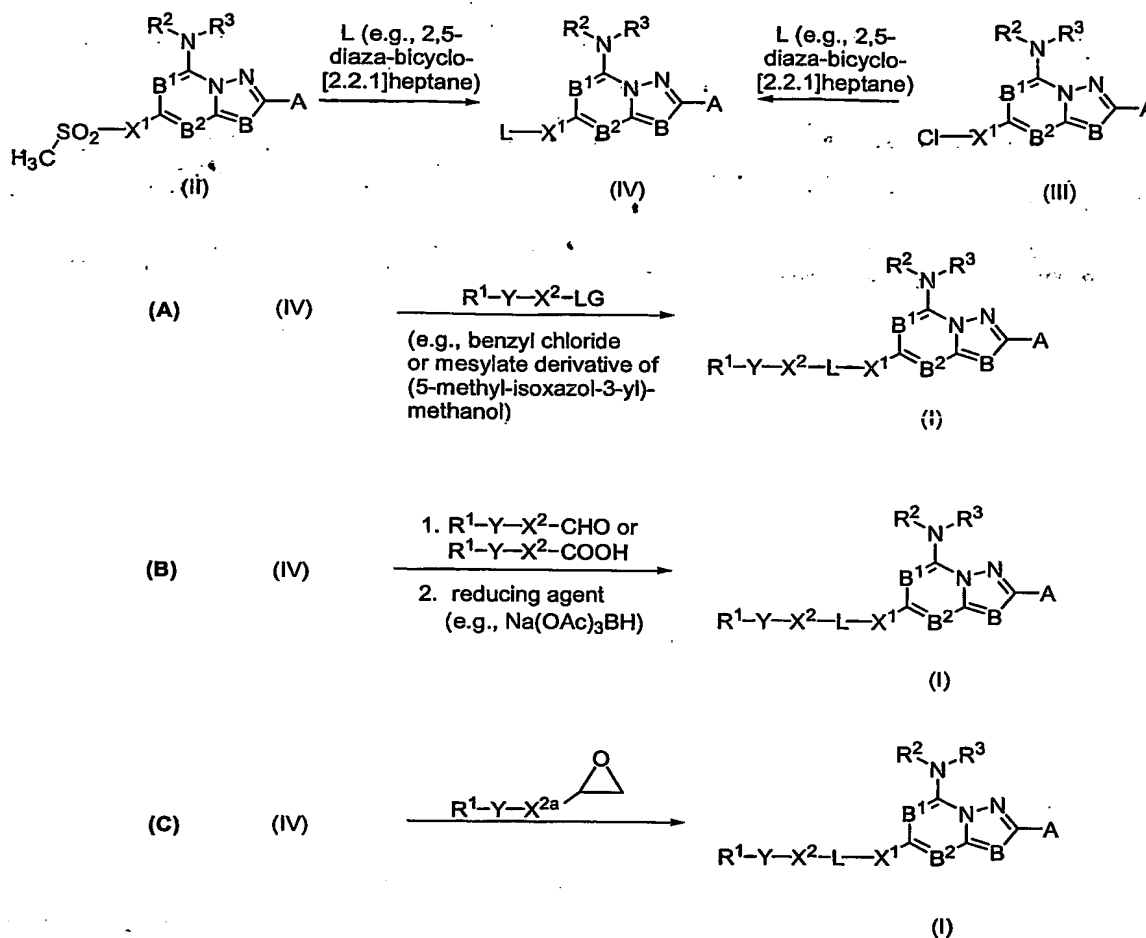 R² R³
N
L (e.g., 2,5-
diaza-bicyclo-
[2.2.1]heptane)
B¹ N N
A
B² B
SO₂ X¹
H₃C
(II)
R² R³
N
B¹ N N
A
B² B
L X¹
(IV)
L (e.g., 2,5-
diaza-bicyclo-
[2.2.1]heptane)
R² R³
N
B¹ N N
A
B² B
Cl X¹
(III)
(A) (IV)
R¹–Y–X²–LG
(e.g., benzyl chloride
or mesylate derivative of
(5-methyl-isoxazol-3-yl)-
methanol)
R² R³
N
B¹ N N
A
B² B
R¹–Y–X²–L–X¹
(I)
(B) (IV)
1. R¹–Y–X²–CHO or
R¹–Y–X²–COOH
2. reducing agent
(e.g., Na(OAc)₃BH)
R² R³
N
B¹ N N
A
B² B
R¹–Y–X²–L–X¹
(I)
(C) (IV)
O
R¹–Y–X²ᵃ
R² R³
N
B¹ N N
A
B² B
R¹–Y–X²–L–X¹
(I)